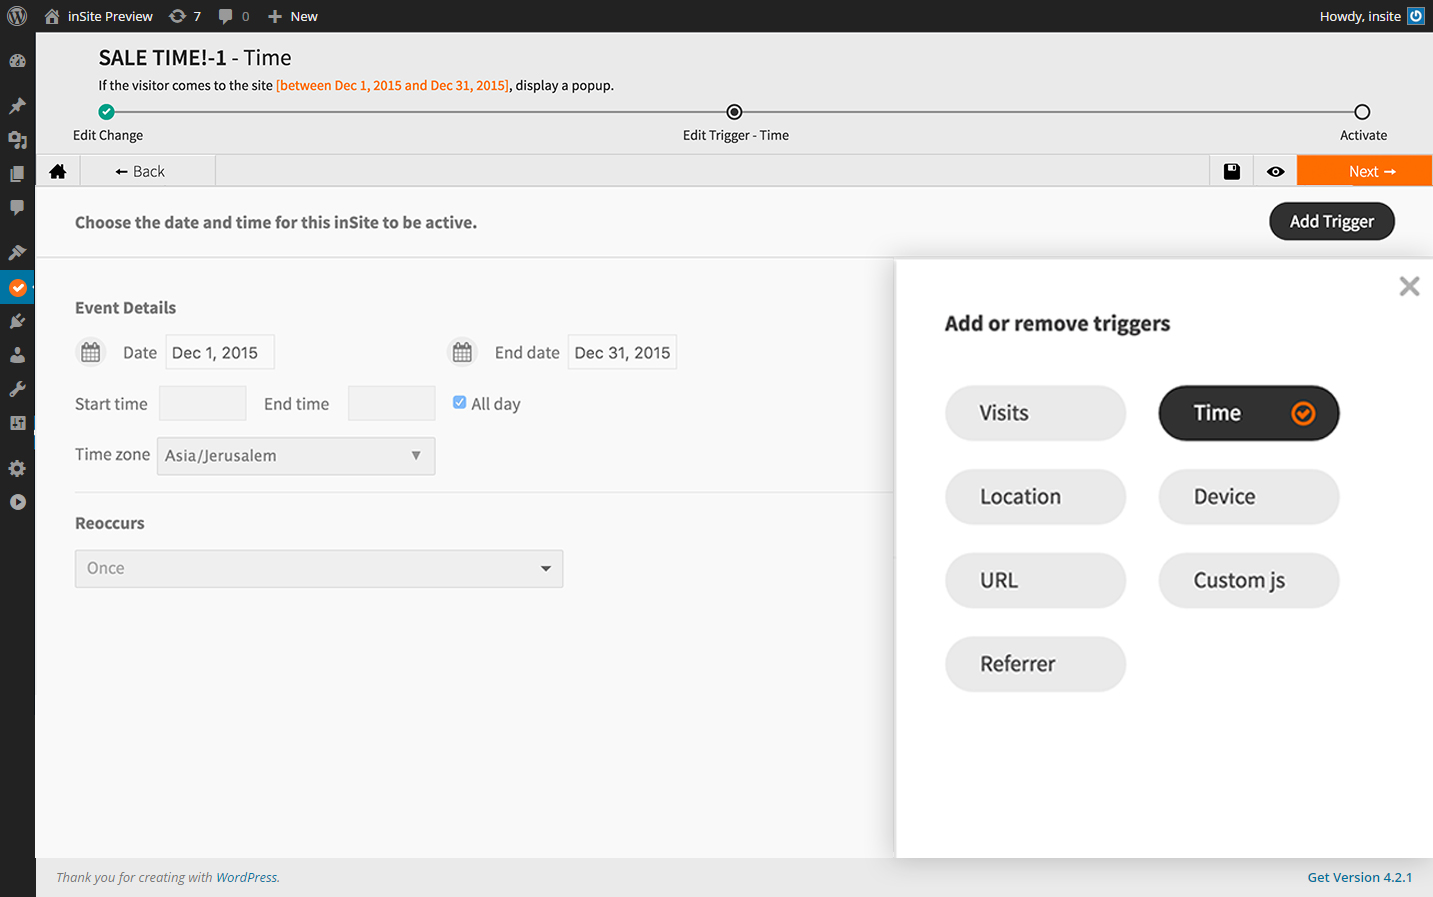 inSite Preview 7 0 New Howdy, insite
SALE TIME!-1 - Time
If the visitor comes to the site [between Dec 1, 2015 and Dec 31, 2015], display a popup.
Edit Change Edit Trigger - Time Activate
← Back Next →
Choose the date and time for this inSite to be active. Add Trigger
Add or remove triggers
Event Details
Date Dec 1, 2015 End date Dec 31, 2015
Start time End time All day
Time zone Asia/Jerusalem
Reoccurs
Once
Visits Time
Location Device
URL Custom js
Referrer
Thank you for creating with WordPress. Get Version 4.2.1